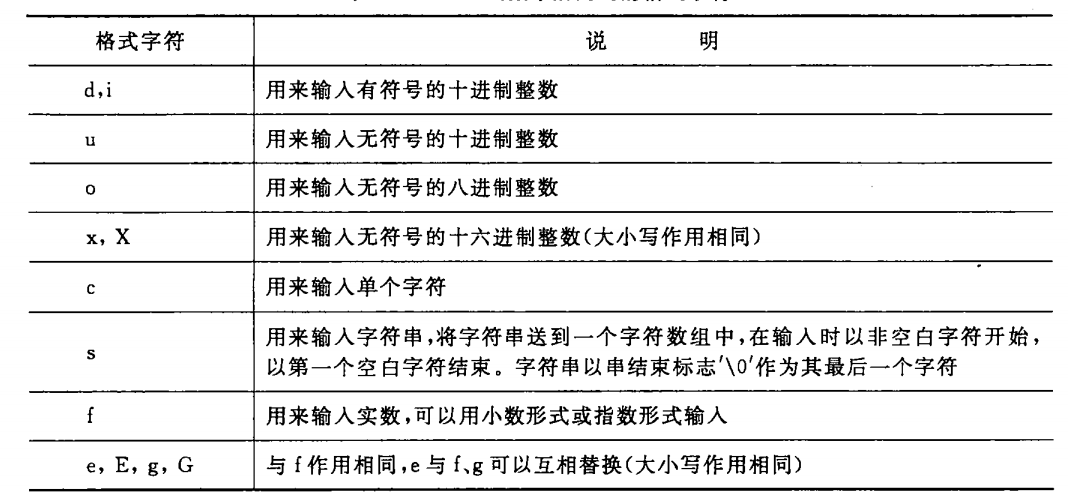 格式字符 说 明
d,i 用来输入有符号的十进制整数
u 用来输入无符号的十进制整数
o 用来输入无符号的八进制整数
x, X 用来输入无符号的十六进制整数(大小写作用相同)
c 用来输入单个字符
s 用来输入字符串,将字符串送到一个字符数组中,在输入时以非空白字符开始,
以第一个空白字符结束。字符串以串结束标志'\0'作为其最后一个字符
f 用来输入实数,可以用小数形式或指数形式输入
e, E, g, G 与 f 作用相同,e 与 f、g 可以互相替换(大小写作用相同)